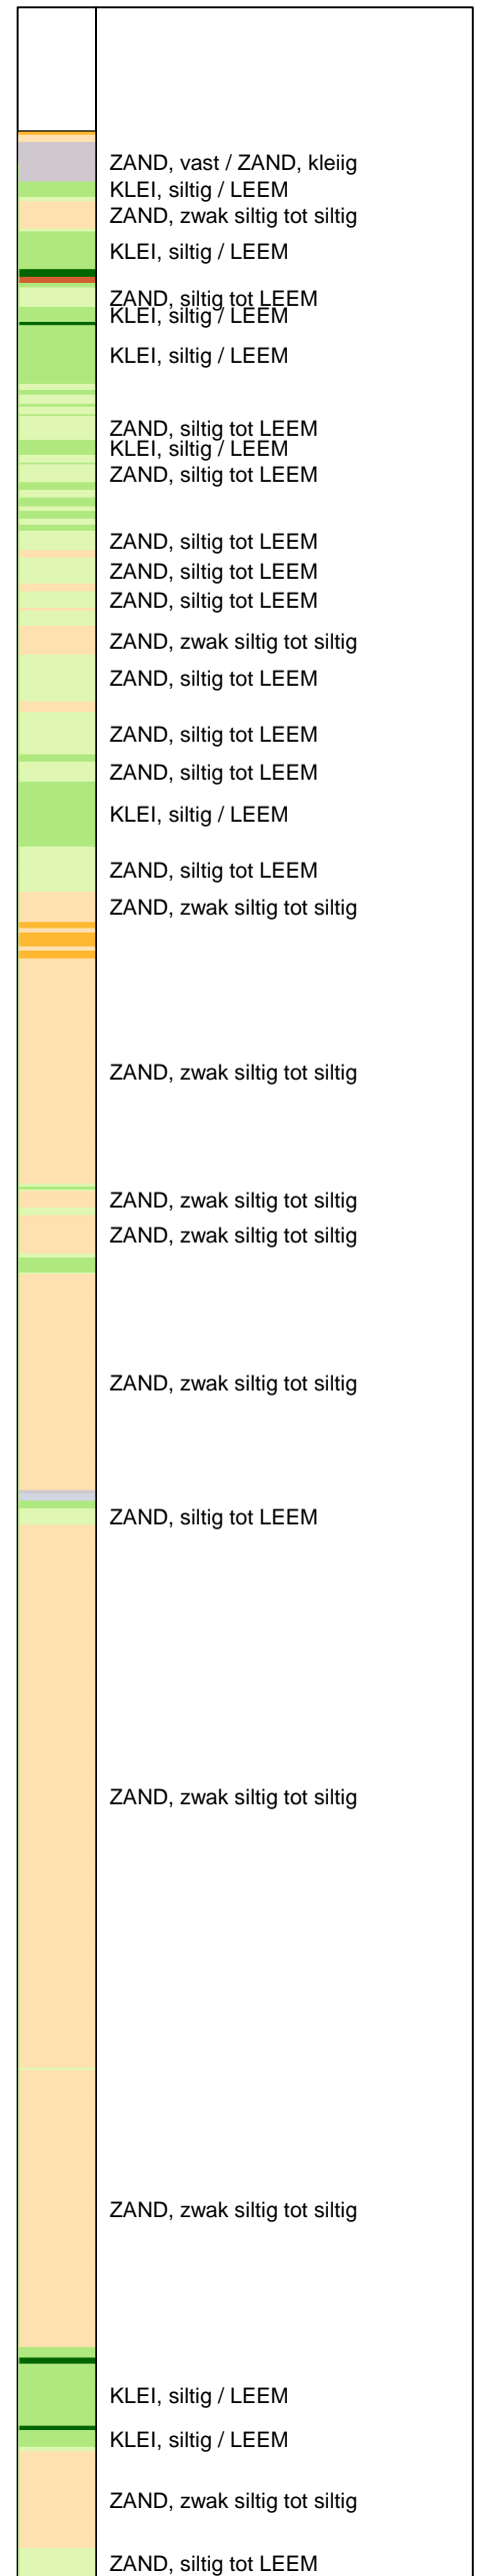 ZAND, vast / ZAND, kleiig
KLEI, siltig / LEEM
ZAND, zwak siltig tot siltig
KLEI, siltig / LEEM
ZAND, siltig tot LEEM
KLEI, siltig / LEEM
KLEI, siltig / LEEM
ZAND, siltig tot LEEM
KLEI, siltig / LEEM
ZAND, siltig tot LEEM
ZAND, siltig tot LEEM
ZAND, siltig tot LEEM
ZAND, siltig tot LEEM
ZAND, zwak siltig tot siltig
ZAND, siltig tot LEEM
ZAND, siltig tot LEEM
ZAND, siltig tot LEEM
KLEI, siltig / LEEM
ZAND, siltig tot LEEM
ZAND, zwak siltig tot siltig
ZAND, zwak siltig tot siltig
ZAND, zwak siltig tot siltig
ZAND, zwak siltig tot siltig
ZAND, zwak siltig tot siltig
ZAND, siltig tot LEEM
ZAND, zwak siltig tot siltig
ZAND, zwak siltig tot siltig
KLEI, siltig / LEEM
KLEI, siltig / LEEM
ZAND, zwak siltig tot siltig
ZAND, siltig tot LEEM